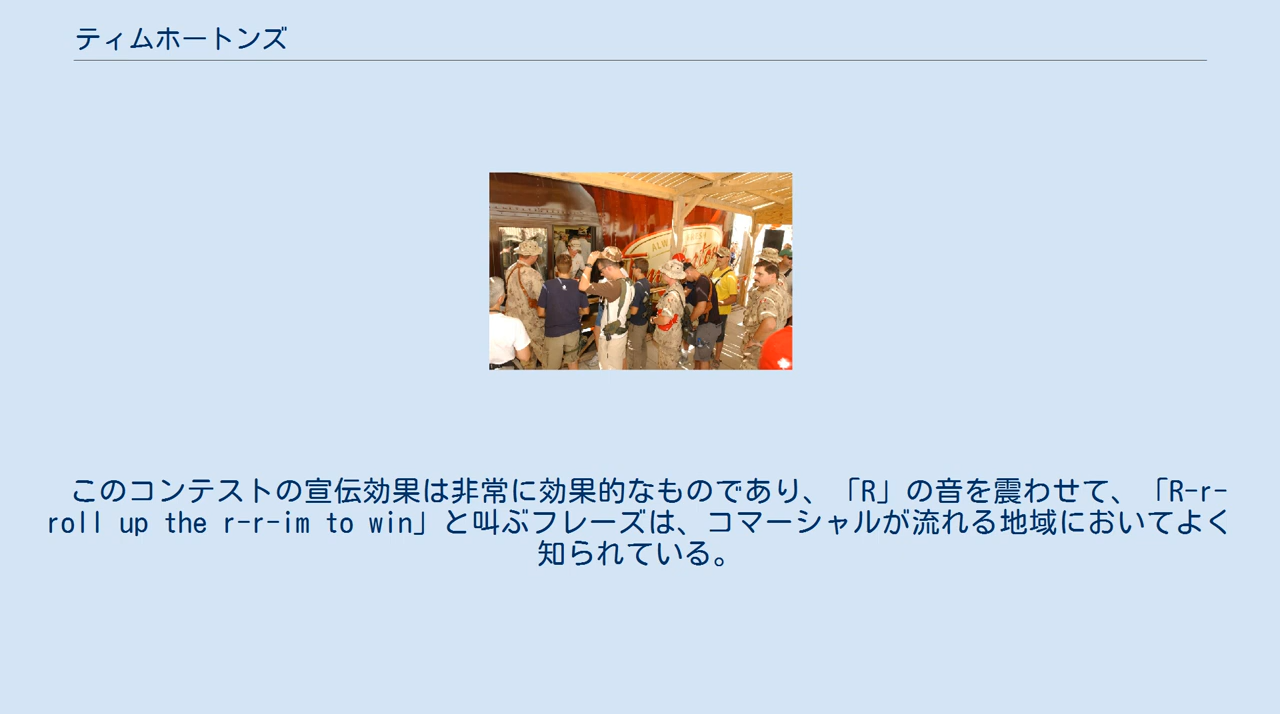 ティムホートンズ
このコンテストの宣伝効果は非常に効果的なものであり、「R」の音を震わせて、「R-r-
roll up the r-r-im to win」と叫ぶフレーズは、コマーシャルが流れる地域においてよく
知られている。